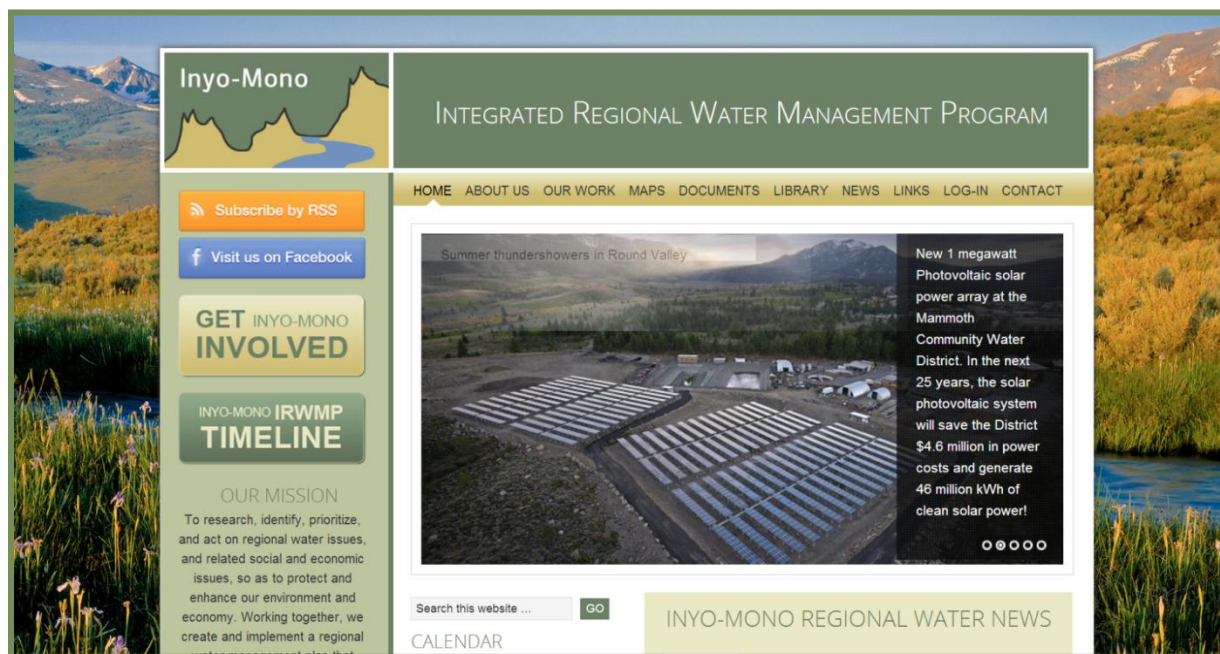 Inyo-Mono
INTEGRATED REGIONAL WATER MANAGEMENT PROGRAM
HOME ABOUT US OUR WORK MAPS DOCUMENTS LIBRARY NEWS LINKS LOG-IN CONTACT
Subscribe by RSS
f Visit us on Facebook
GET INYO-MONO
INVOLVED
INYO-MONO IRWMP
TIMELINE
OUR MISSION
To research, identify, prioritize,
and act on regional water issues,
and related social and economic
issues, so as to protect and
enhance our environment and
economy. Working together, we
create and implement a regional
water management plan that
Summer thundershowers in Round Valley
New 1 megawatt
Photovoltaic solar
power array at the
Mammoth
Community Water
District. In the next
25 years, the solar
photovoltaic system
will save the District
$4.6 million in power
costs and generate
46 million kWh of
clean solar power!
Search this website ... GO
CALENDAR
INYO-MONO REGIONAL WATER NEWS